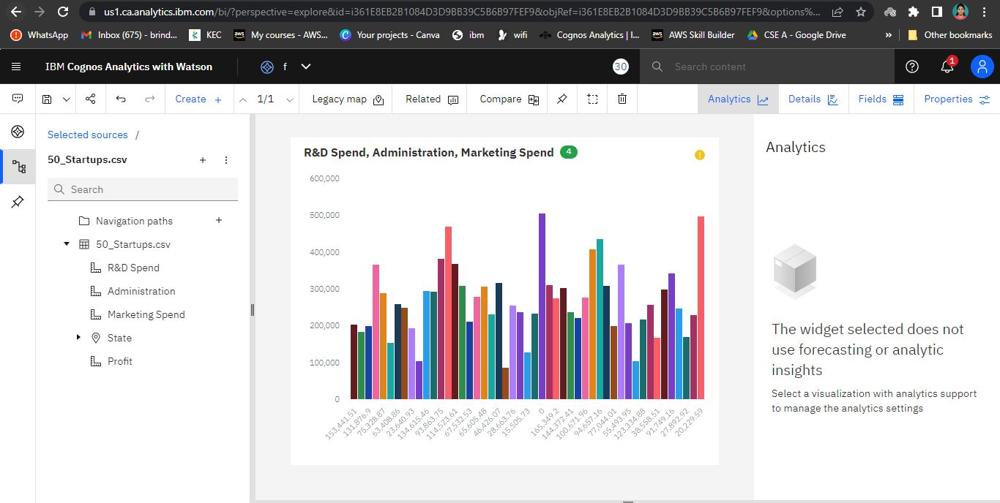 us1.ca.analytics.ibm.com/bi/?perspective=explore&id=i361E8EB2B1084D3D9BB39C5B6B97FEF9&objRef=i361E8EB2B1084D3D9BB39C5B6B97FEF9&options%...
WhatsApp Inbox (675) - brind... KEC My courses - AWS... Your projects - Canva ibm wifi Cognos Analytics | I... AWS Skill Builder CSE A - Google Drive » Other bookmarks
IBM Cognos Analytics with Watson f 30 Search content 1
Create + 1/1 Legacy map Related Compare Analytics Details Fields Properties
Selected sources /
50_Startups.csv
Search
Navigation paths
50_Startups.csv
R&D Spend
Administration
Marketing Spend
State
Profit
R&D Spend, Administration, Marketing Spend 4
600,000
500,000
400,000
300,000
200,000
100,000
0
153,441.51 131,876.9 75,328.87 63,408.86 23,640.93 134,615.46 93,863.75 114,523.61 67,532.53 65,605.48 46,426.07 28,663.76 15,505.73 0 165,349.2 144,372.41 100,671.96 94,657.16 77,044.01 55,493.95 123,334.88 38,558.51 91,749.16 27,892.92 20,229.59
Analytics
The widget selected does not
use forecasting or analytic
insights
Select a visualization with analytics support
to manage the analytics settings